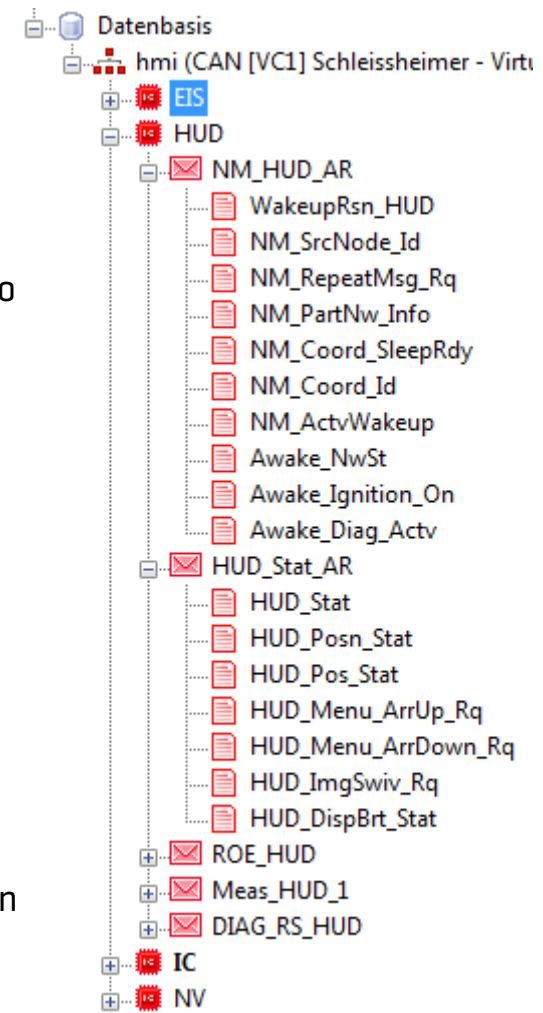 Datenbasis
hmi (CAN [VC1] Schleissheimer - Virtu
EIS
HUD
NM_HUD_AR
WakeupRsn_HUD
NM_SrcNode_Id
o
NM_RepeatMsg_Rq
NM_PartNw_Info
NM_Coord_SleepRdy
NM_Coord_Id
NM_ActvWakeup
Awake_NwSt
Awake_Ignition_On
Awake_Diag_Actv
HUD_Stat_AR
HUD_Stat
HUD_Posn_Stat
HUD_Pos_Stat
HUD_Menu_ArrUp_Rq
HUD_Menu_ArrDown_Rq
HUD_ImgSwiv_Rq
HUD_DispBrt_Stat
ROE_HUD
n
Meas_HUD_1
DIAG_RS_HUD
IC
NV